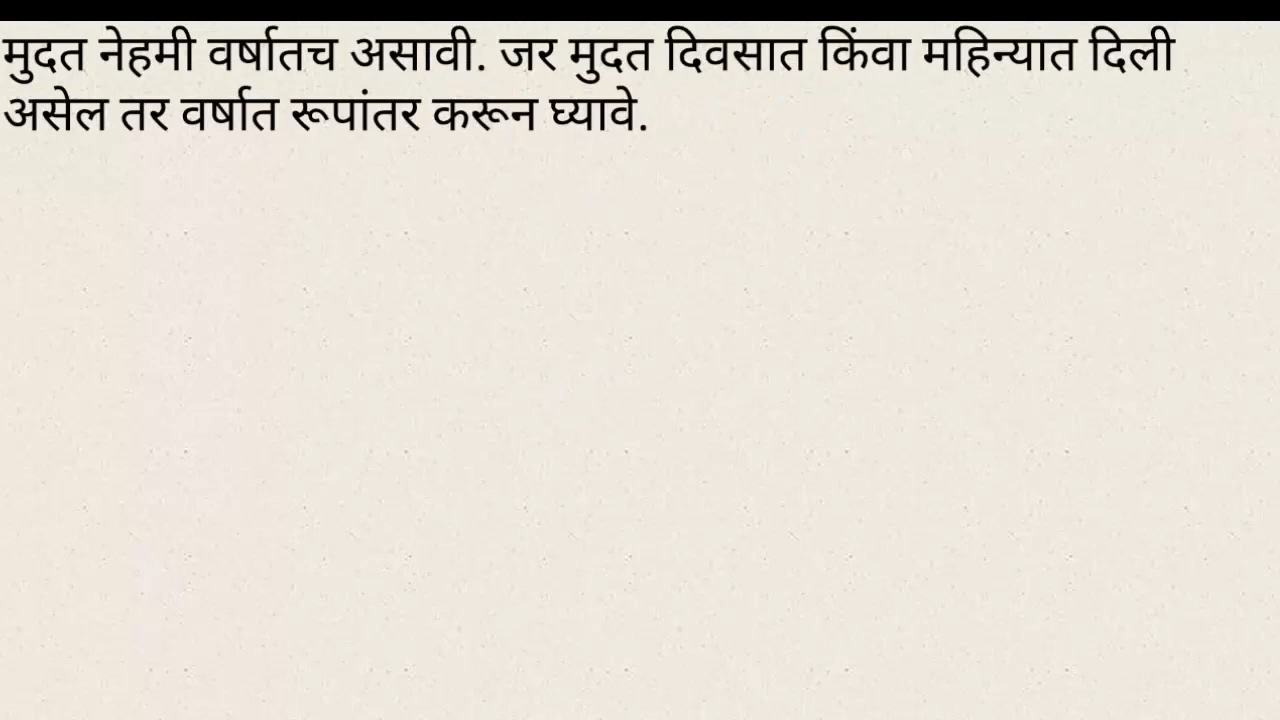 मुदत नेहमी वर्षातच असावी. जर मुदत दिवसात किंवा महिन्यात दिली
असेल तर वर्षात रूपांतर करून घ्यावे.